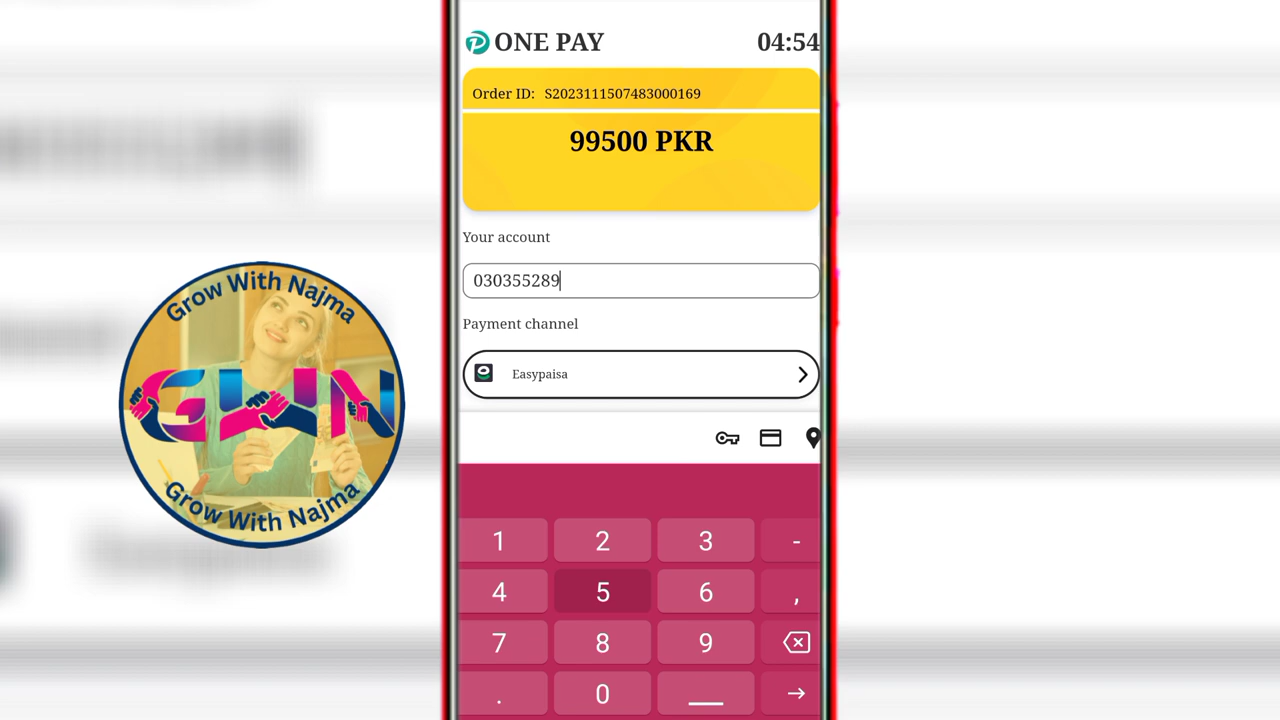 ONE PAY 04:54
Order ID: S2023111507483000169
99500 PKR
Your account
030355289
Payment channel
Easypaisa
Grow With Najma
GWN
Grow With Najma
1 2 3 -
4 5 6 ,
7 8 9
. 0